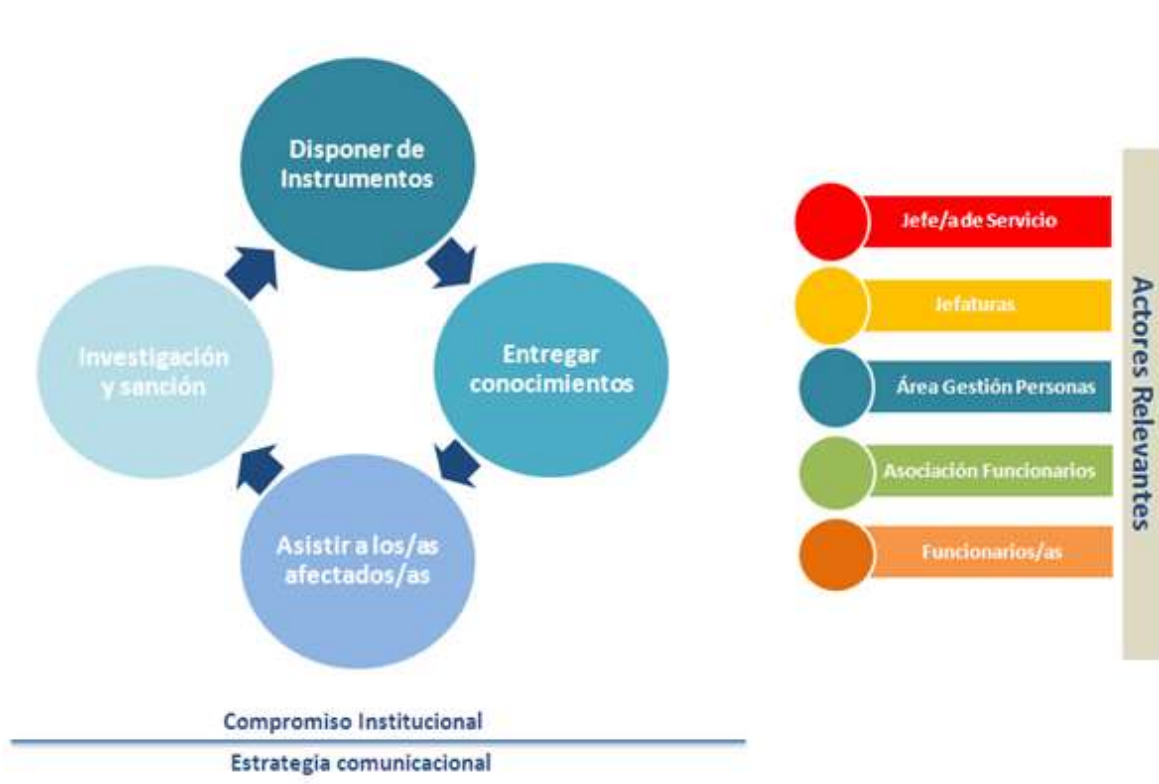 Disponer de
Instrumentos
Entregar
conocimientos
Asistir a los/as
afectados/as
Investigación
y sanción
Compromiso Institucional
Estrategia comunicacional
Jefe/a de Servicio
Jefaturas
Área Gestión Personas
Asociación Funcionarios
Funcionarios/as
Actores Relevantes